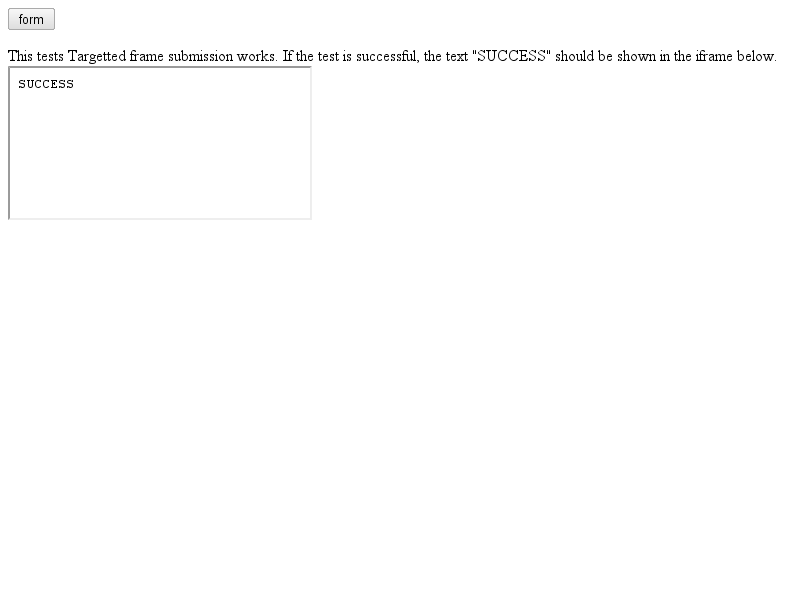 form
This tests Targetted frame submission works. If the test is successful, the text "SUCCESS" should be shown in the iframe below.
SUCCESS